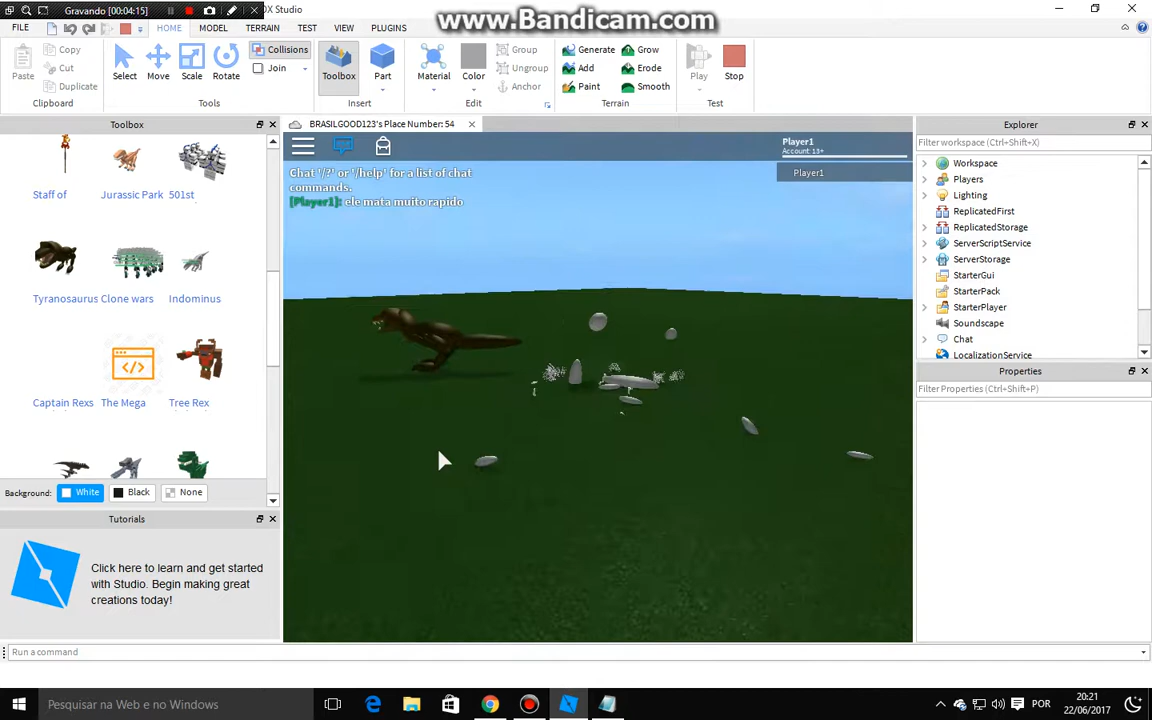 Gravando [00:04:15]
OX Studio
www.Bandicam.com
FILE
HOME
MODEL
TERRAIN
TEST
VIEW
PLUGINS
Paste
Copy
Cut
Duplicate
Clipboard
Select
Move
Scale
Rotate
Tools
Collisions
Join
Toolbox
Part
Insert
Material
Color
Group
Ungroup
Anchor
Edit
Generate
Grow
Add
Erode
Paint
Smooth
Terrain
Play
Stop
Test
Toolbox
Staff of
Jurassic Park
501st
Tyranosaurus
Clone wars
Indominus
Captain Rexs
The Mega
Tree Rex
Background:
White
Black
None
Tutorials
Click here to learn and get started
with Studio. Begin making great
creations today!
BRASILGOOD123's Place Number: 54
Chat '/?' or '/help' for a list of chat
commands.
[Player1]: ele mata muito rapido
Player1
Account: 13+
Player1
Explorer
Filter workspace (Ctrl+Shift+X)
Workspace
Players
Lighting
ReplicatedFirst
ReplicatedStorage
ServerScriptService
ServerStorage
StarterGui
StarterPack
StarterPlayer
Soundscape
Chat
LocalizationService
Properties
Filter Properties (Ctrl+Shift+P)
Run a command
Pesquisar na Web e no Windows
POR
20:21
22/06/2017